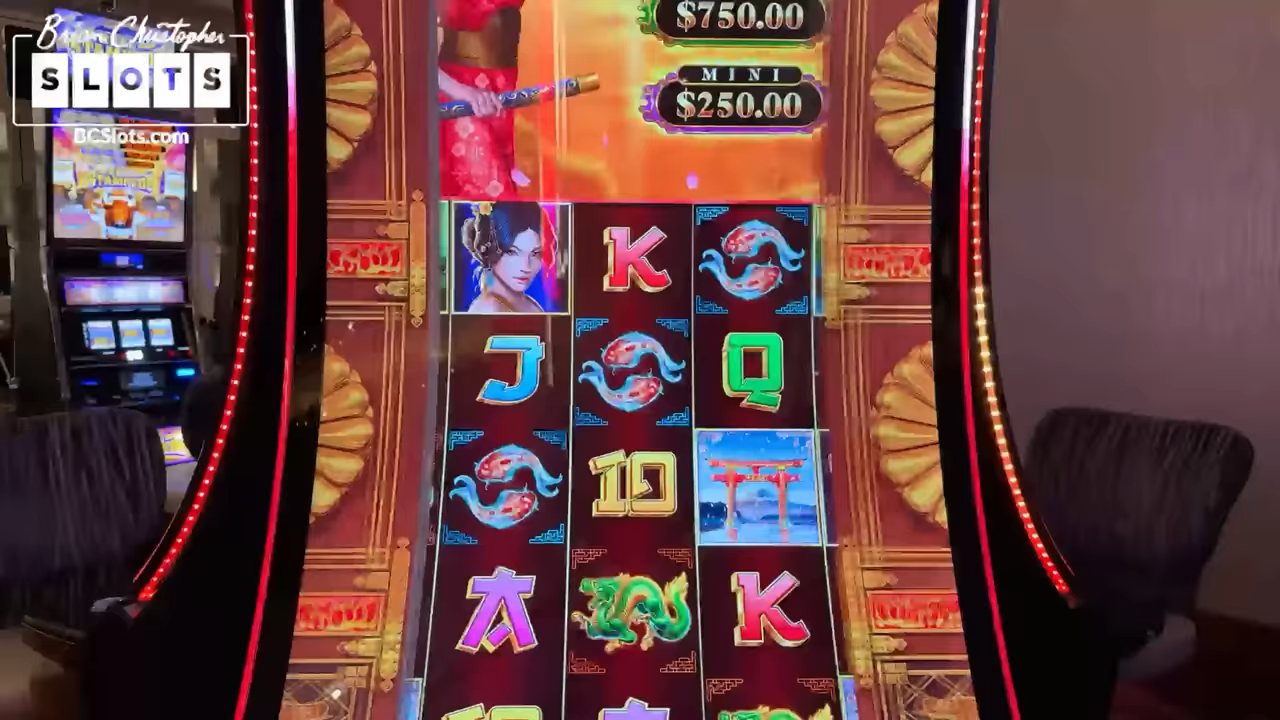 Brian Christopher
SLOTS
BCSlots.com
$750.00
MINI
$250.00
K
J
Q
10
A
K